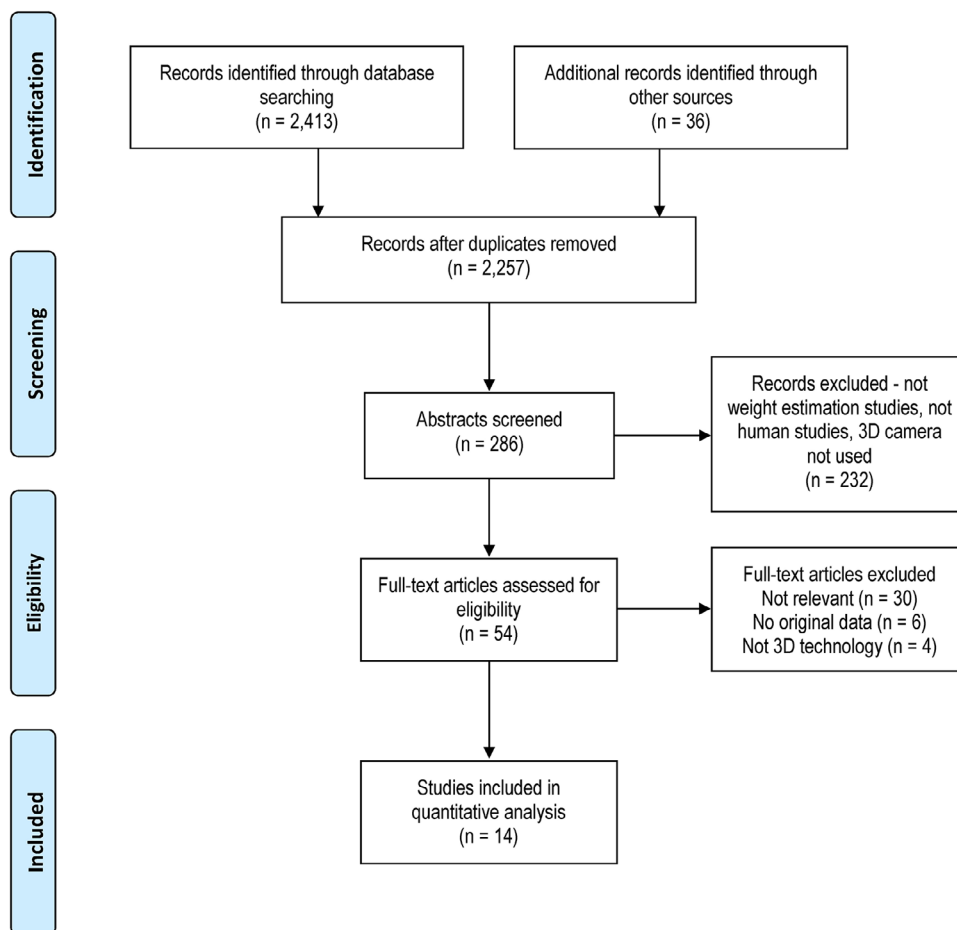 Identification
Records identified through database
searching
(n = 2,413)
Additional records identified through
other sources
(n = 36)
Records after duplicates removed
(n = 2,257)
Screening
Abstracts screened
(n = 286)
Records excluded - not
weight estimation studies, not
human studies, 3D camera
not used
(n = 232)
Eligibility
Full-text articles assessed for
eligibility
(n = 54)
Full-text articles excluded
Not relevant (n = 30)
No original data (n = 6)
Not 3D technology (n = 4)
Included
Studies included in
quantitative analysis
(n = 14)